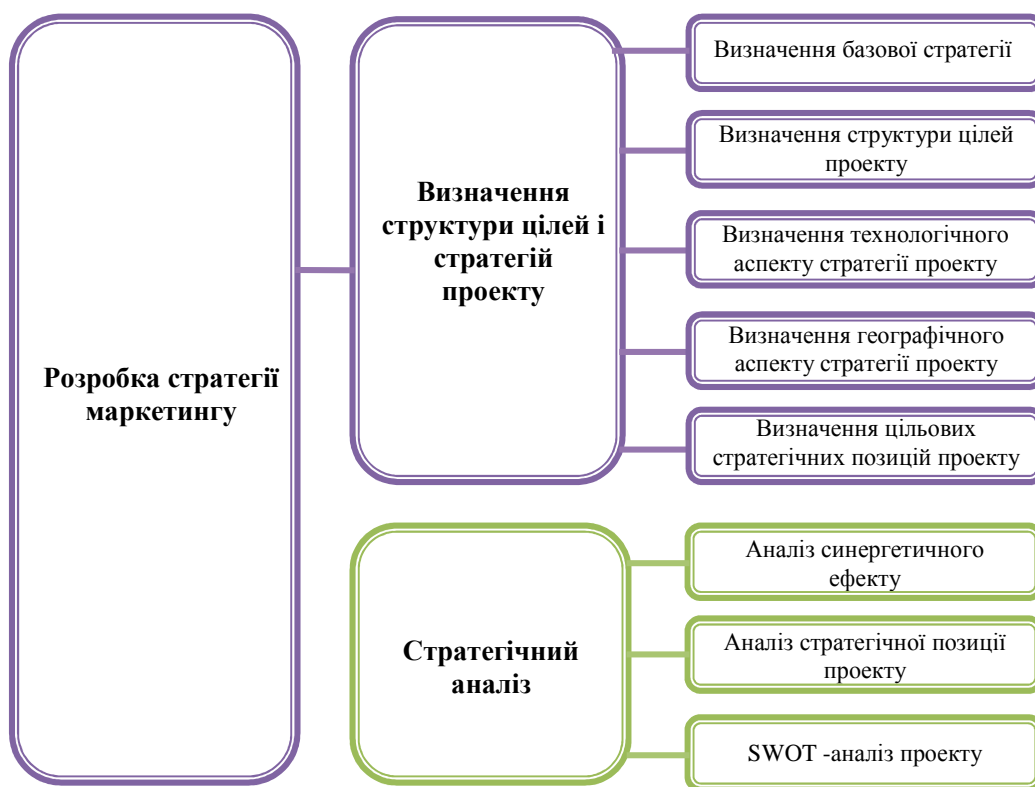 Розробка стратегії
маркетингу
Визначення
структури цілей і
стратегій
проекту
Визначення базової стратегії
Визначення структури цілей
проекту
Визначення технологічного
аспекту стратегії проекту
Визначення географічного
аспекту стратегії проекту
Визначення цільових
стратегічних позицій проекту
Стратегічний
аналіз
Аналіз синергетичного
ефекту
Аналіз стратегічної позиції
проекту
SWOT -аналіз проекту